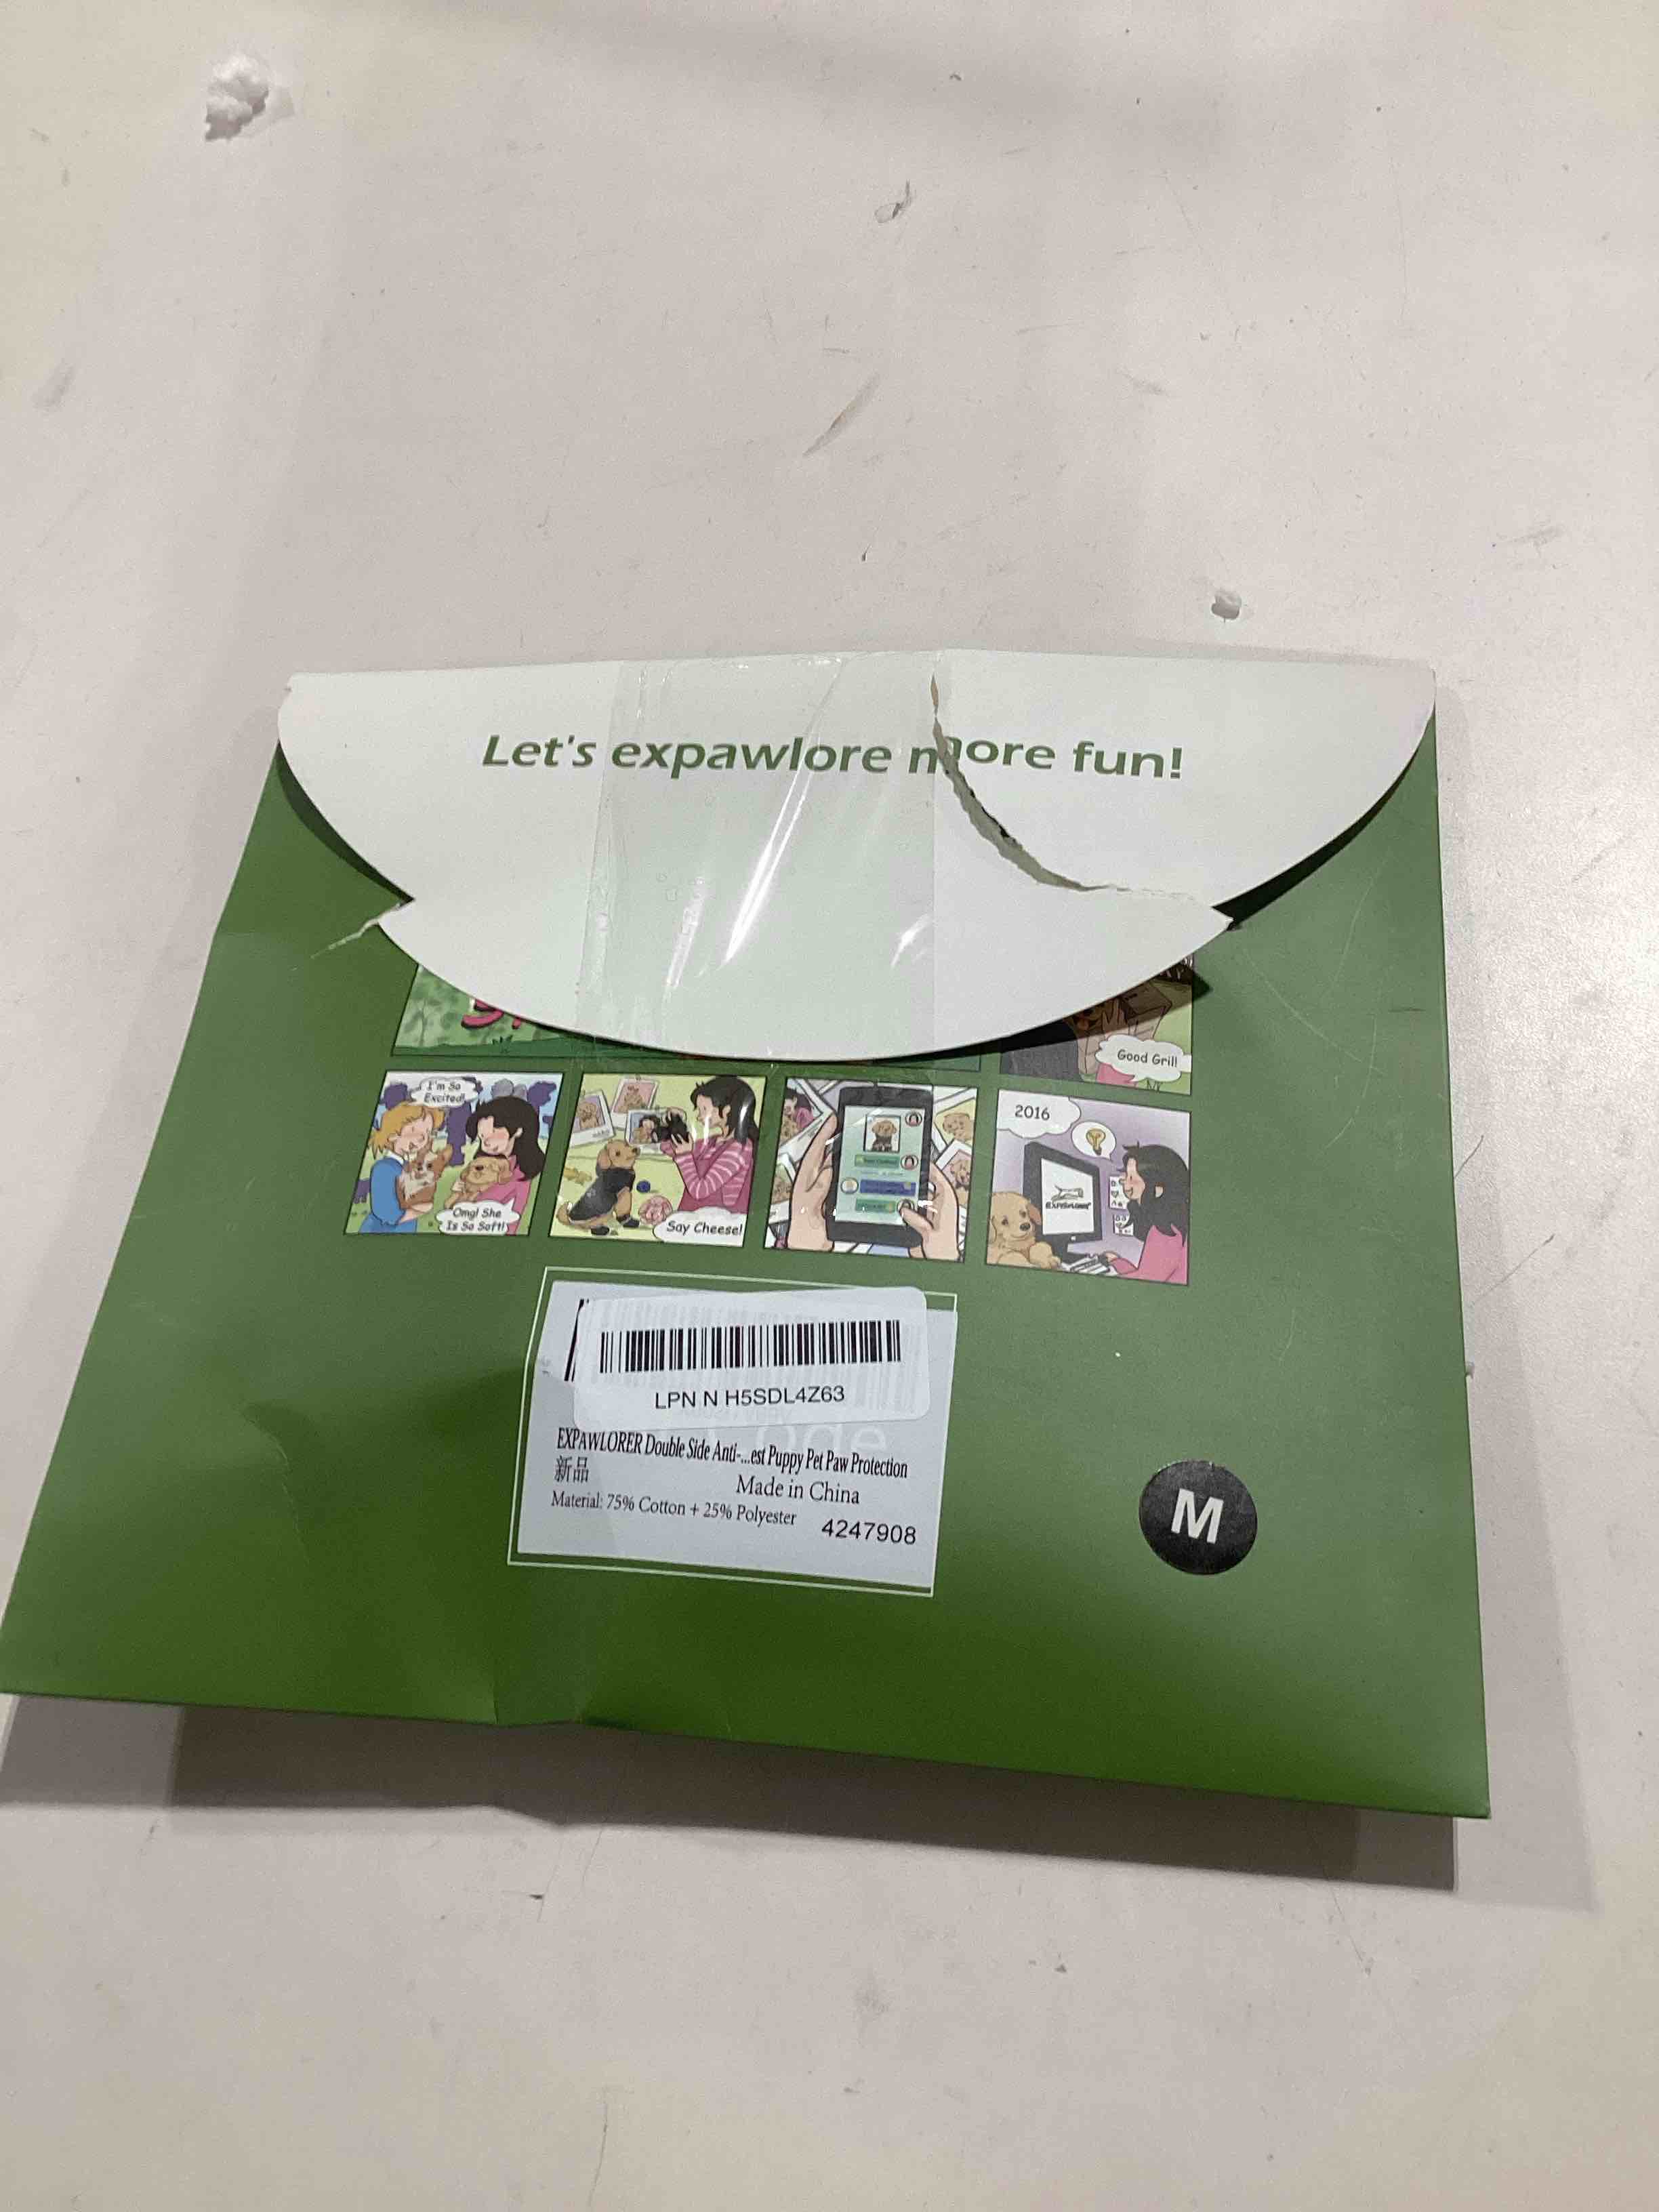 Let's expawlore more fun!
Good Grill
I'm So
Excited!
Omg! She
Is So Soft!
Say Cheese!
2016
EXPAWLORER
LPN N H5SDL4Z63
EXPAWLORER Double Side Anti-...est Puppy Pet Paw Protection
新品
Made in China
Material: 75% Cotton + 25% Polyester
4247908
M